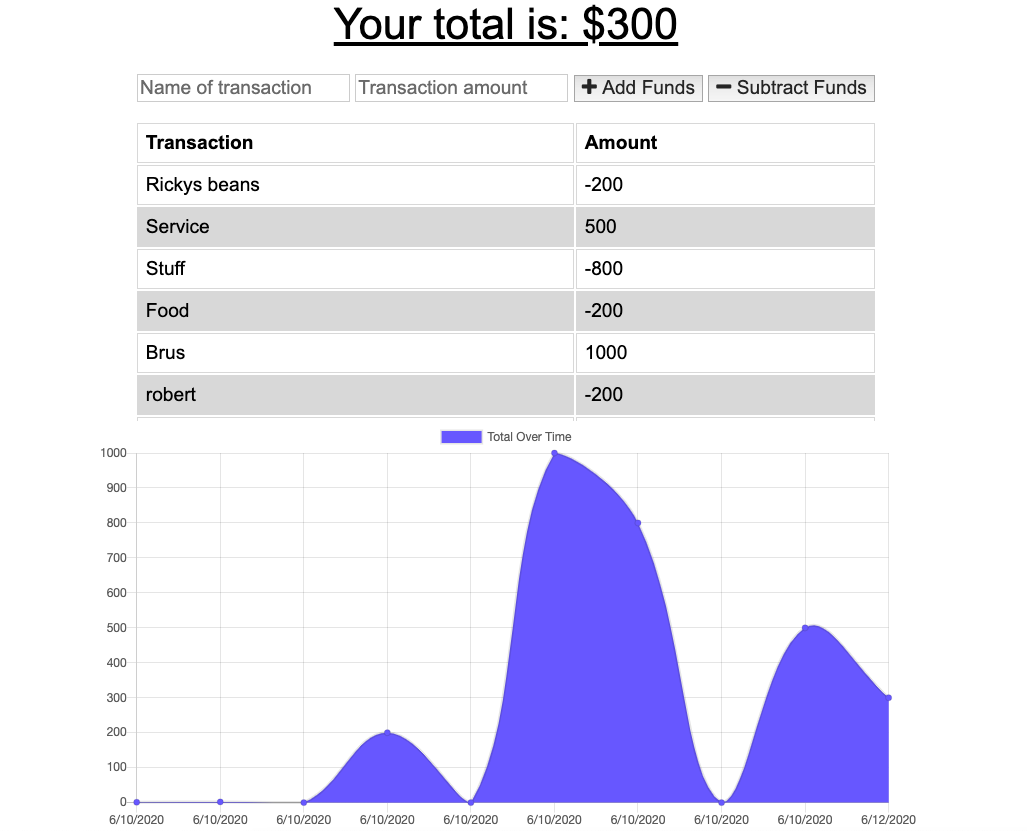 Your total is: $300
Name of transaction Transaction amount Add Funds Subtract Funds
Transaction Amount
Rickys beans -200
Service 500
Stuff -800
Food -200
Brus 1000
robert -200
Total Over Time
1000
900
800
700
600
500
400
300
200
100
0
6/10/2020 6/10/2020 6/10/2020 6/10/2020 6/10/2020 6/10/2020 6/10/2020 6/10/2020 6/10/2020 6/12/2020